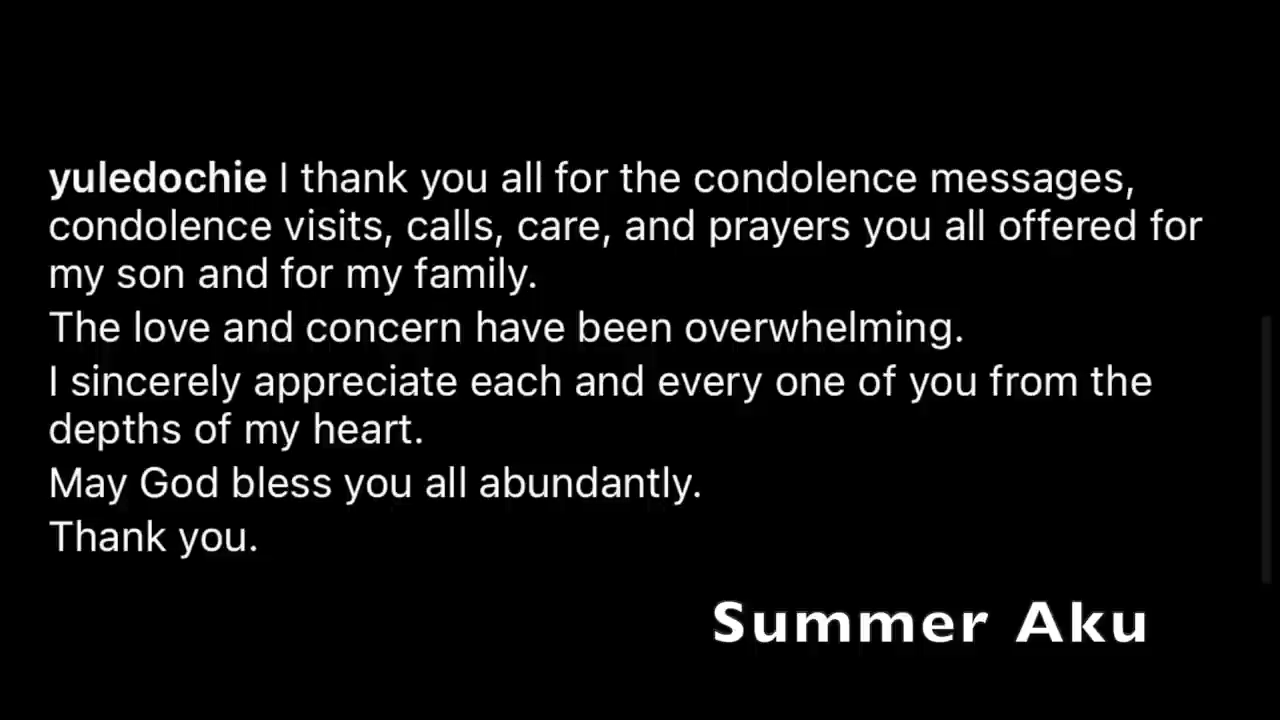 yuledochie I thank you all for the condolence messages,
condolence visits, calls, care, and prayers you all offered for
my son and for my family.
The love and concern have been overwhelming.
I sincerely appreciate each and every one of you from the
depths of my heart.
May God bless you all abundantly.
Thank you.
Summer Aku